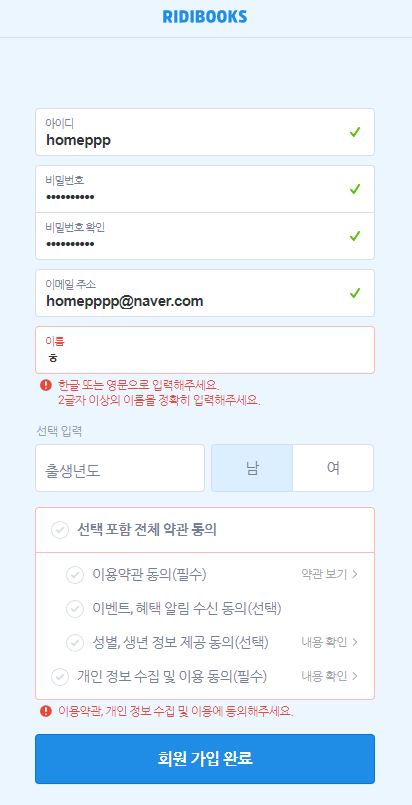 RIDIBOOKS
아이디
homeppp
비밀번호
••••••••••
비밀번호 확인
••••••••••
이메일 주소
homepppp@naver.com
이름
ㅎ
한글 또는 영문으로 입력해주세요.
2글자 이상의 이름을 정확히 입력해주세요.
선택 입력
출생년도 남 여
선택 포함 전체 약관 동의
이용약관 동의(필수) 약관 보기 >
이벤트, 혜택 알림 수신 동의(선택)
성별, 생년 정보 제공 동의(선택) 내용 확인 >
개인 정보 수집 및 이용 동의(필수) 내용 확인 >
이용약관, 개인 정보 수집 및 이용에 동의해주세요.
회원 가입 완료